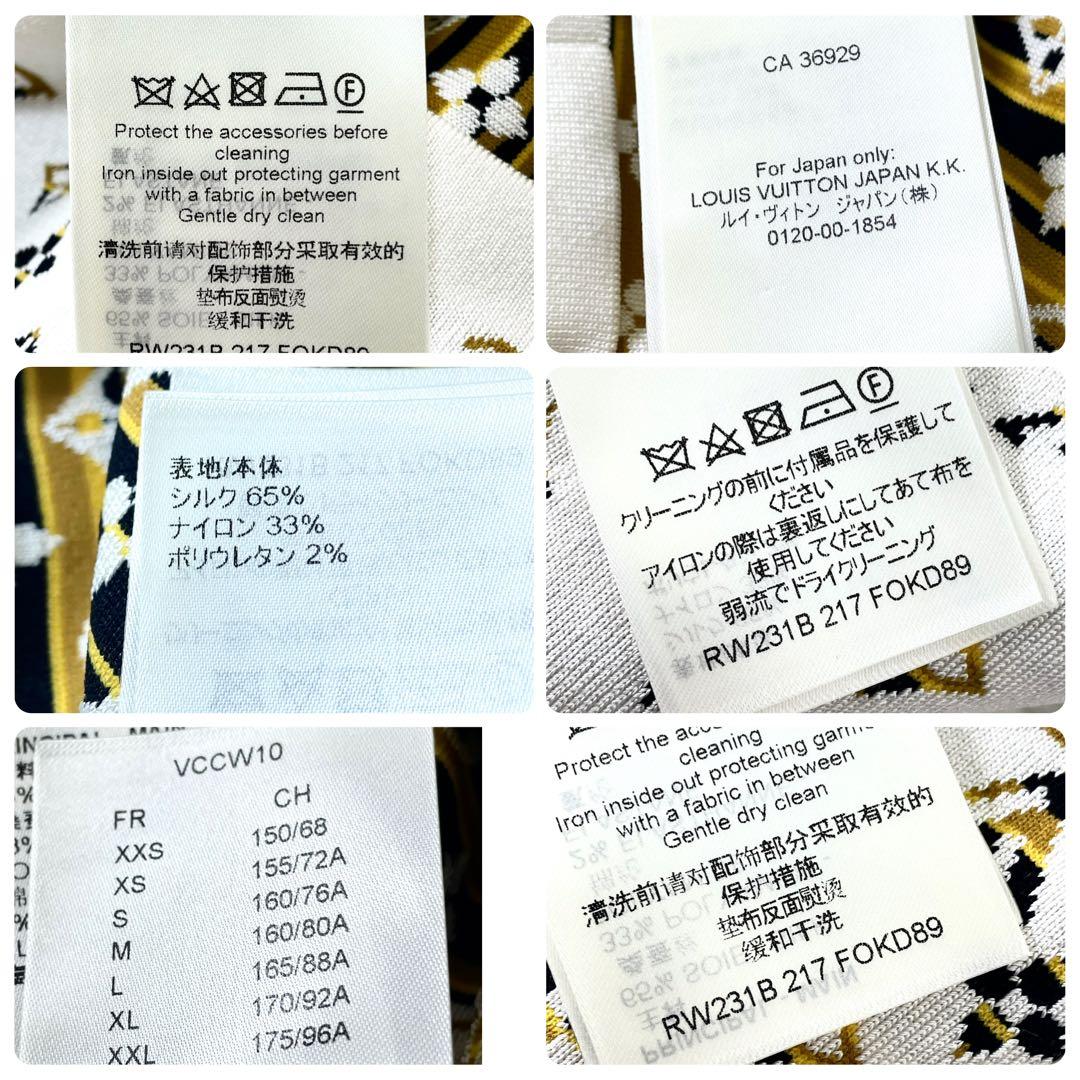 Protect the accessories before
cleaning
Iron inside out protecting garment
with a fabric in between
Gentle dry clean
清洗前请对配饰部分采取有效的
保护措施
垫布反面熨烫
缓和干洗
RW231B 217 FOKD89
CA 36929
For Japan only:
LOUIS VUITTON JAPAN K.K.
ルイ・ヴィトン ジャパン(株)
0120-00-1854
表地/本体
シルク 65%
ナイロン 33%
ポリウレタン 2%
クリーニングの前に付属品を保護して
ください
アイロンの際は裏返しにしてあて布を
使用してください
弱流でドライクリーニング
RW231B 217 FOKD89
VCCW10
FR CH
XXS 150/68
XS 155/72A
S 160/76A
M 160/80A
L 165/88A
XL 170/92A
XXL 175/96A
Protect the
cleaning
Iron inside out protecting
with a fabric in between
Gentle dry clean
清洗前请对配饰部分采取有效的
保护措施
垫布反面熨烫
缓和干洗
RW231B 217 FOKD89